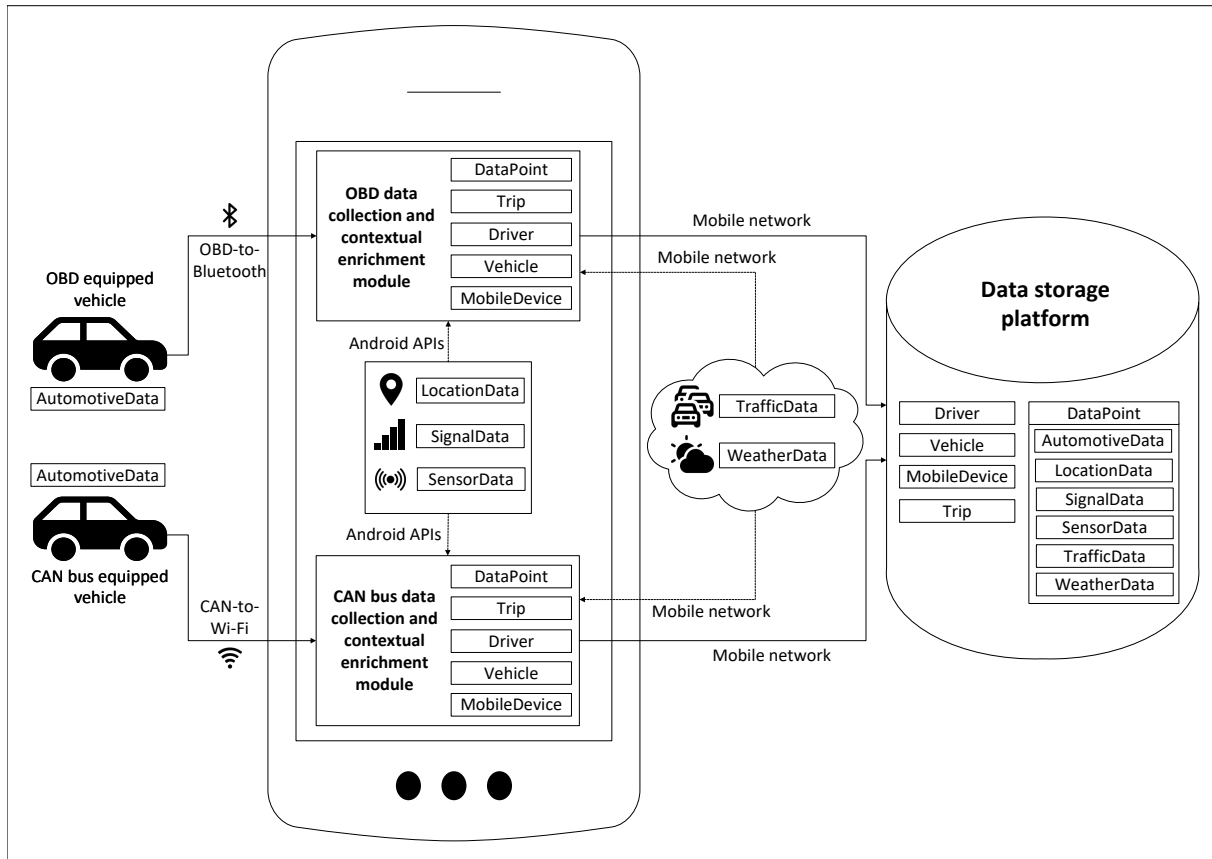 OBD equipped
vehicle
AutomotiveData
AutomotiveData
CAN bus equipped
vehicle
OBD-to-
Bluetooth
CAN-to-
Wi-Fi
OBD data
collection and
contextual
enrichment
module
DataPoint
Trip
Driver
Vehicle
MobileDevice
Android APIs
LocationData
SignalData
SensorData
Android APIs
CAN bus data
collection and
contextual
enrichment
module
DataPoint
Trip
Driver
Vehicle
MobileDevice
Mobile network
Mobile network
TrafficData
WeatherData
Mobile network
Mobile network
Data storage
platform
Driver
Vehicle
MobileDevice
Trip
DataPoint
AutomotiveData
LocationData
SignalData
SensorData
TrafficData
WeatherData